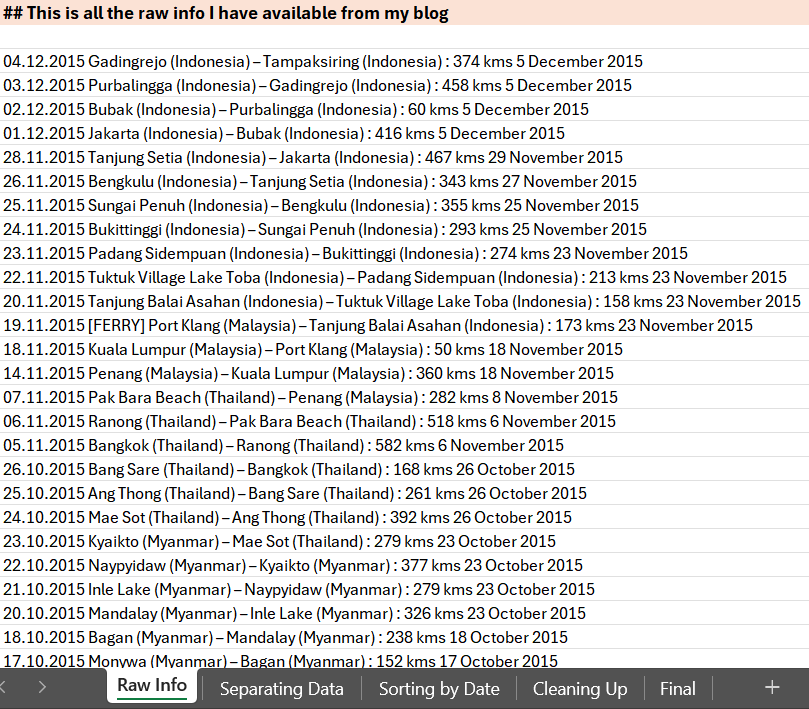 ## This is all the raw info I have available from my blog
04.12.2015 Gadingrejo (Indonesia) – Tampaksiring (Indonesia) : 374 kms 5 December 2015
03.12.2015 Purbalingga (Indonesia) – Gadingrejo (Indonesia) : 458 kms 5 December 2015
02.12.2015 Bubak (Indonesia) – Purbalingga (Indonesia) : 60 kms 5 December 2015
01.12.2015 Jakarta (Indonesia) – Bubak (Indonesia) : 416 kms 5 December 2015
28.11.2015 Tanjung Setia (Indonesia) – Jakarta (Indonesia) : 467 kms 29 November 2015
26.11.2015 Bengkulu (Indonesia) – Tanjung Setia (Indonesia) : 343 kms 27 November 2015
25.11.2015 Sungai Penuh (Indonesia) – Bengkulu (Indonesia) : 355 kms 25 November 2015
24.11.2015 Bukittinggi (Indonesia) – Sungai Penuh (Indonesia) : 293 kms 25 November 2015
23.11.2015 Padang Sidempuan (Indonesia) – Bukittinggi (Indonesia) : 274 kms 23 November 2015
22.11.2015 Tuktuk Village Lake Toba (Indonesia) – Padang Sidempuan (Indonesia) : 213 kms 23 November 2015
20.11.2015 Tanjung Balai Asahan (Indonesia) – Tuktuk Village Lake Toba (Indonesia) : 158 kms 23 November 2015
19.11.2015 [FERRY] Port Klang (Malaysia) – Tanjung Balai Asahan (Indonesia) : 173 kms 23 November 2015
18.11.2015 Kuala Lumpur (Malaysia) – Port Klang (Malaysia) : 50 kms 18 November 2015
14.11.2015 Penang (Malaysia) – Kuala Lumpur (Malaysia) : 360 kms 18 November 2015
07.11.2015 Pak Bara Beach (Thailand) – Penang (Malaysia) : 282 kms 8 November 2015
06.11.2015 Ranong (Thailand) – Pak Bara Beach (Thailand) : 518 kms 6 November 2015
05.11.2015 Bangkok (Thailand) – Ranong (Thailand) : 582 kms 6 November 2015
26.10.2015 Bang Sare (Thailand) – Bangkok (Thailand) : 168 kms 26 October 2015
25.10.2015 Ang Thong (Thailand) – Bang Sare (Thailand) : 261 kms 26 October 2015
24.10.2015 Mae Sot (Thailand) – Ang Thong (Thailand) : 392 kms 26 October 2015
23.10.2015 Kyaikto (Myanmar) – Mae Sot (Thailand) : 279 kms 23 October 2015
22.10.2015 Naypyidaw (Myanmar) – Kyaikto (Myanmar) : 377 kms 23 October 2015
21.10.2015 Inle Lake (Myanmar) – Naypyidaw (Myanmar) : 279 kms 23 October 2015
20.10.2015 Mandalay (Myanmar) – Inle Lake (Myanmar) : 326 kms 23 October 2015
18.10.2015 Bagan (Myanmar) – Mandalay (Myanmar) : 238 kms 18 October 2015
17.10.2015 Monywa (Myanmar) – Bagan (Myanmar) : 152 kms 17 October 2015
Raw Info Separating Data Sorting by Date Cleaning Up Final